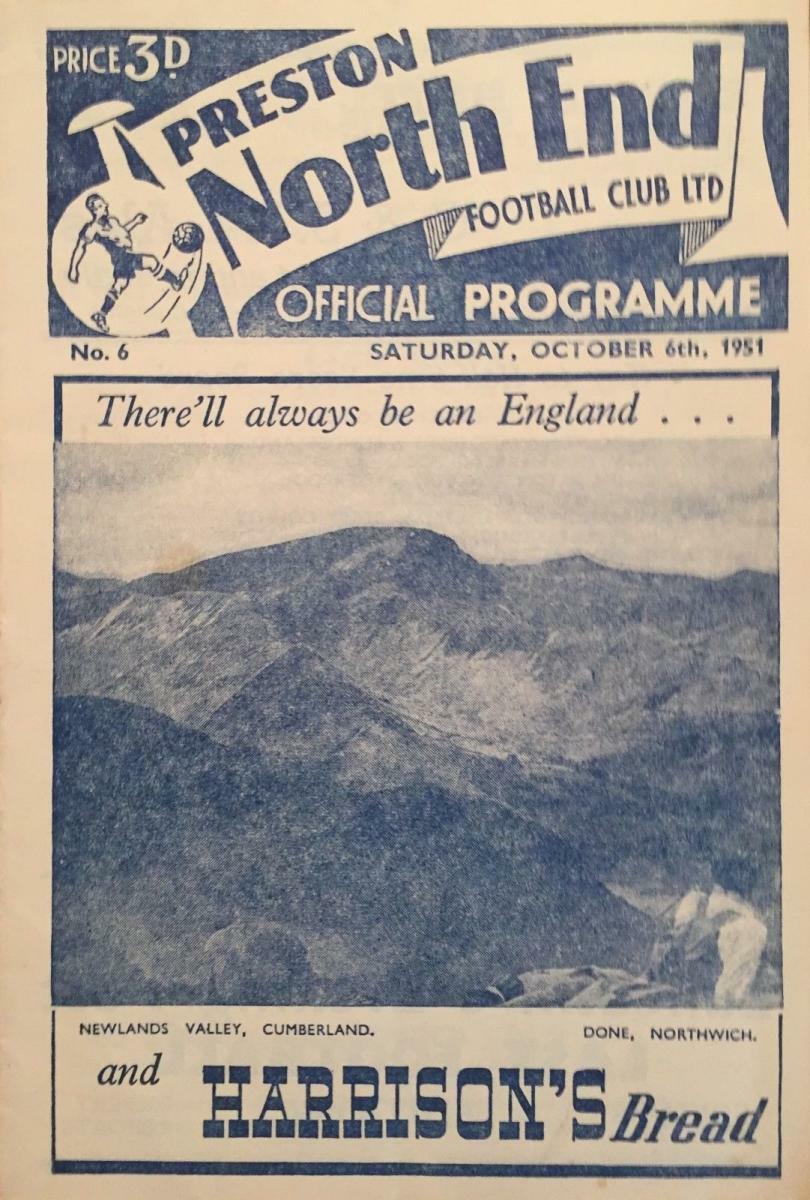 PRICE 3D.
PRESTON
North End
FOOTBALL CLUB LTD
OFFICIAL PROGRAMME
No. 6 SATURDAY, OCTOBER 6th, 1951
There'll always be an England . . .
NEWLANDS VALLEY, CUMBERLAND. DONE, NORTHWICH.
and HARRISON'S Bread